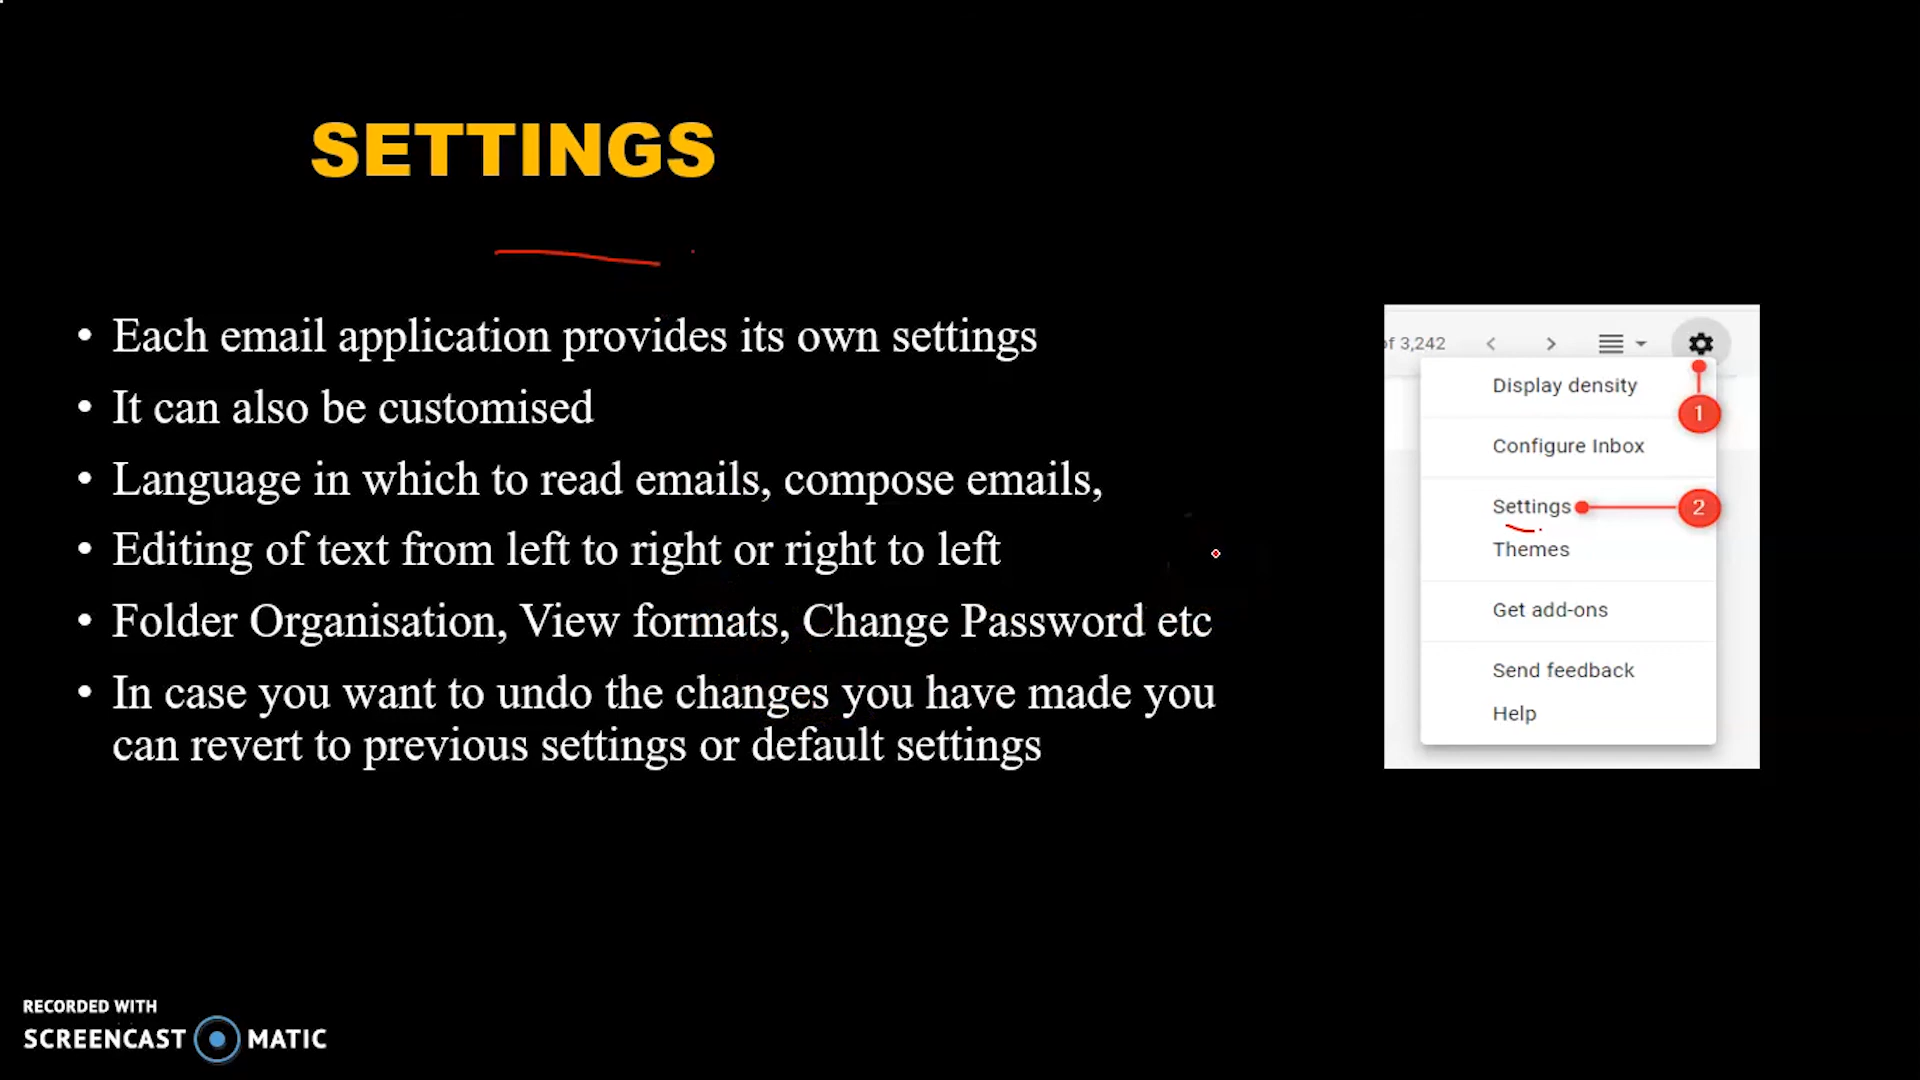 SETTINGS
• Each email application provides its own settings
• It can also be customised
• Language in which to read emails, compose emails,
• Editing of text from left to right or right to left
• Folder Organisation, View formats, Change Password etc
• In case you want to undo the changes you have made you
can revert to previous settings or default settings
of 3,242
Display density
1
Configure Inbox
Settings
2
Themes
Get add-ons
Send feedback
Help
RECORDED WITH
SCREENCAST MATIC